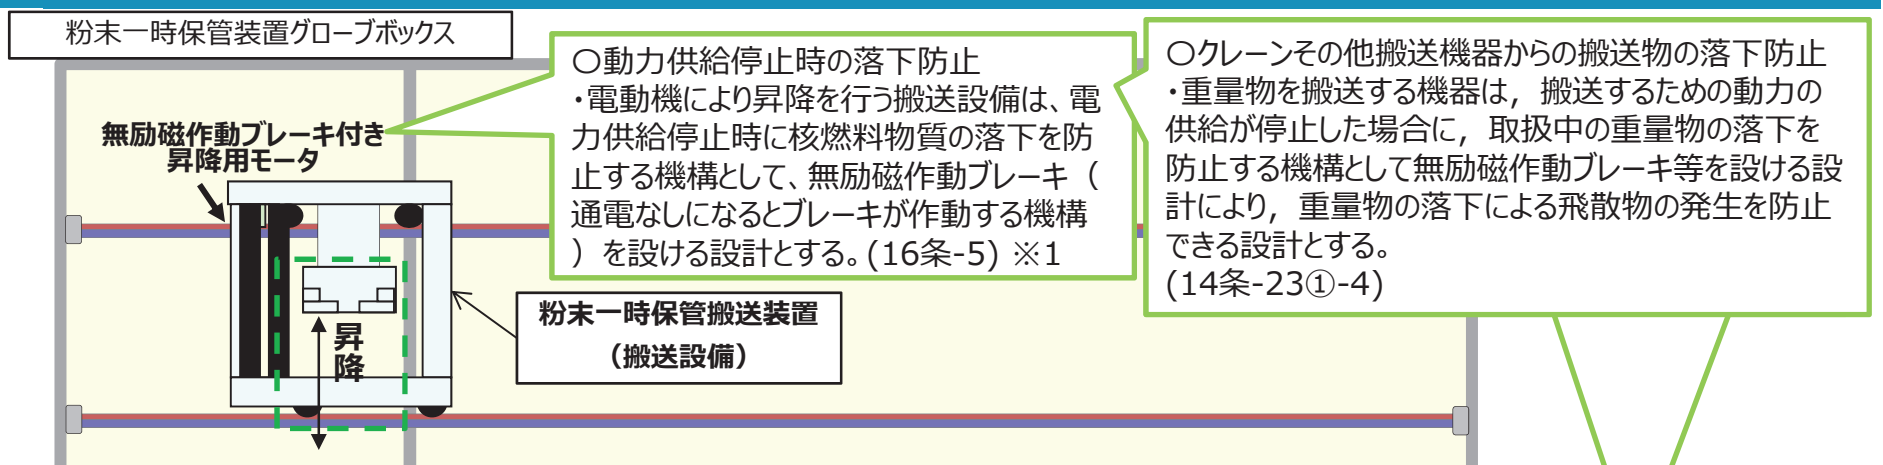 粉末一時保管装置グローブボックス
〇動力供給停止時の落下防止
・電動機により昇降を行う搬送設備は、電
力供給停止時に核燃料物質の落下を防
止する機構として、無励磁作動ブレーキ（
通電なしになるとブレーキが作動する機構
）を設ける設計とする。(16条-5) ※1
〇クレーンその他搬送機器からの搬送物の落下防止
・重量物を搬送する機器は，搬送するための動力の
供給が停止した場合に，取扱中の重量物の落下を
防止する機構として無励磁作動ブレーキ等を設ける設
計により，重量物の落下による飛散物の発生を防止
できる設計とする。
(14条-23①-4)
無励磁作動ブレーキ付き
昇降用モータ
粉末一時保管搬送装置
（搬送設備）
昇
降